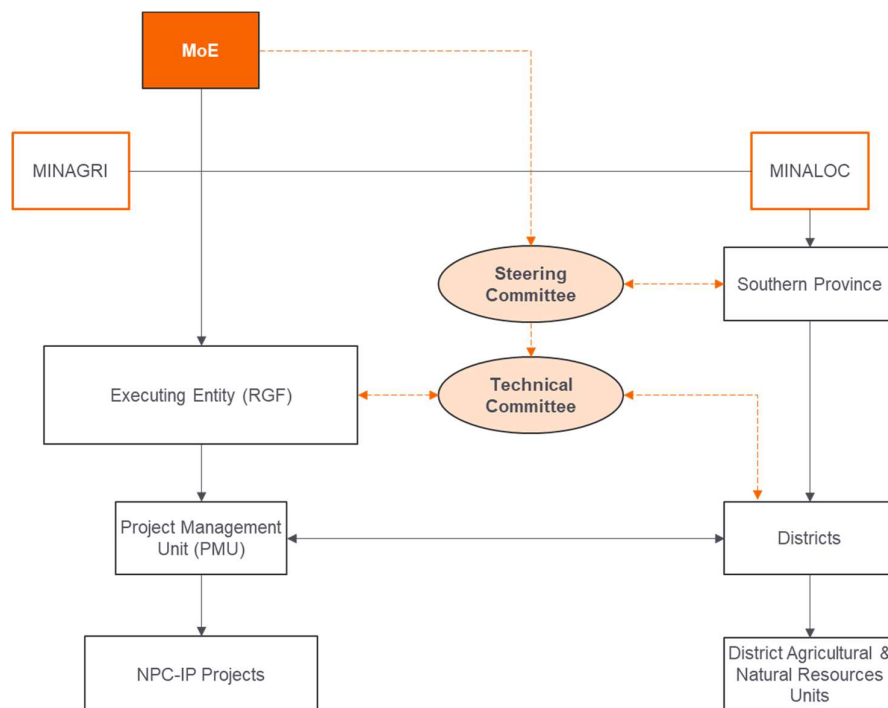 MoE
MINAGRI
MINALOC
Steering
Committee
Southern Province
Executing Entity (RGF)
Technical
Committee
Project Management
Unit (PMU)
Districts
NPC-IP Projects
District Agricultural &
Natural Resources
Units